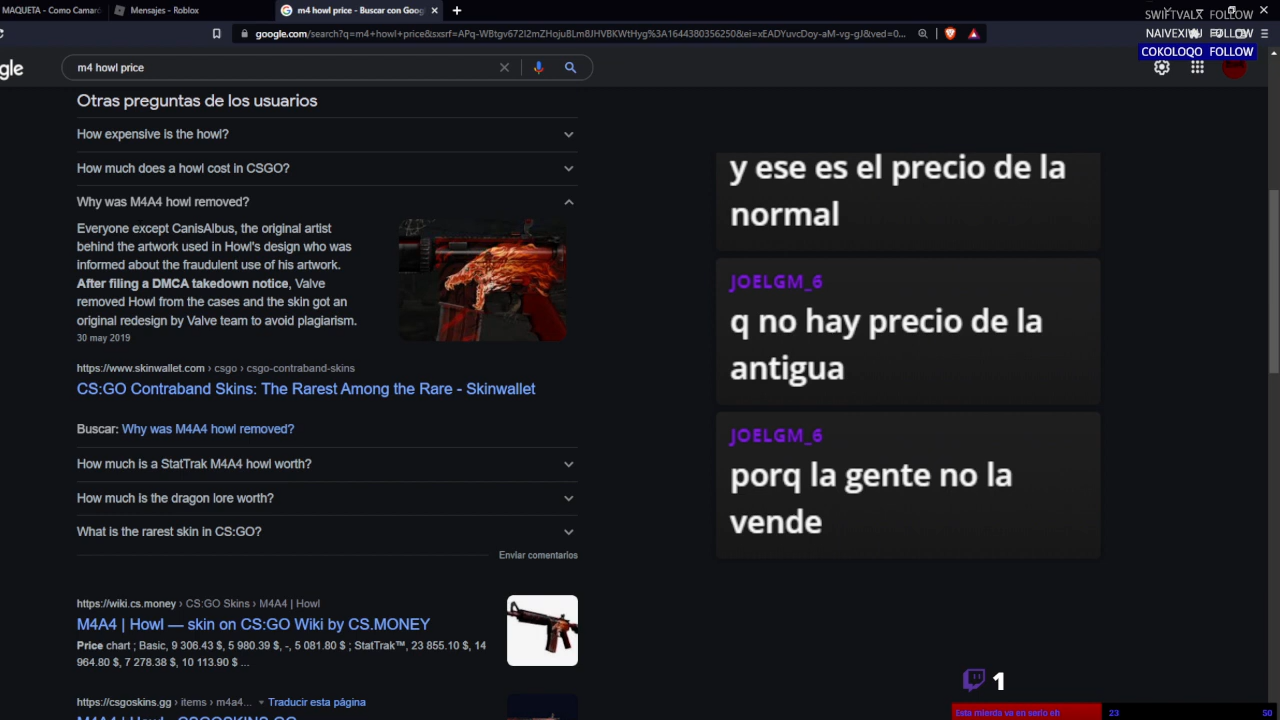 MAQUETA - Como Camar
Mensajes - Roblox
m4 howl price - Buscar con Goog
SWIFTVALX FOLLOW
NAIVEXIWJ FOLLOW
COKOLOQO FOLLOW
gle
m4 howl price
Otras preguntas de los usuarios
How expensive is the howl?
How much does a howl cost in CSGO?
Why was M4A4 howl removed?
Everyone except CanisAlbus, the original artist
behind the artwork used in Howl's design who was
informed about the fraudulent use of his artwork.
After filing a DMCA takedown notice, Valve
removed Howl from the cases and the skin got an
original redesign by Valve team to avoid plagiarism.
30 may 2019
https://www.skinwallet.com › csgo › csgo-contraband-skins
CS:GO Contraband Skins: The Rarest Among the Rare - Skinwallet
Buscar: Why was M4A4 howl removed?
How much is a StatTrak M4A4 howl worth?
How much is the dragon lore worth?
What is the rarest skin in CS:GO?
Enviar comentarios
https://wiki.cs.money › CS:GO Skins › M4A4 | Howl
M4A4 | Howl — skin on CS:GO Wiki by CS.MONEY
Price chart ; Basic, 9 306.43 $, 5 980.39 $, -, 5 081.80 $ ; StatTrak™, 23 855.10 $, 14
964.80 $, 7 278.38 $, 10 113.90 $ ...
https://csgoskins.gg › items › m4a4... Traducir esta página
y ese es el precio de la
normal
JOELGM_6
q no hay precio de la
antigua
JOELGM_6
porq la gente no la
vende
1
Esta mierda va en serio eh
23
50